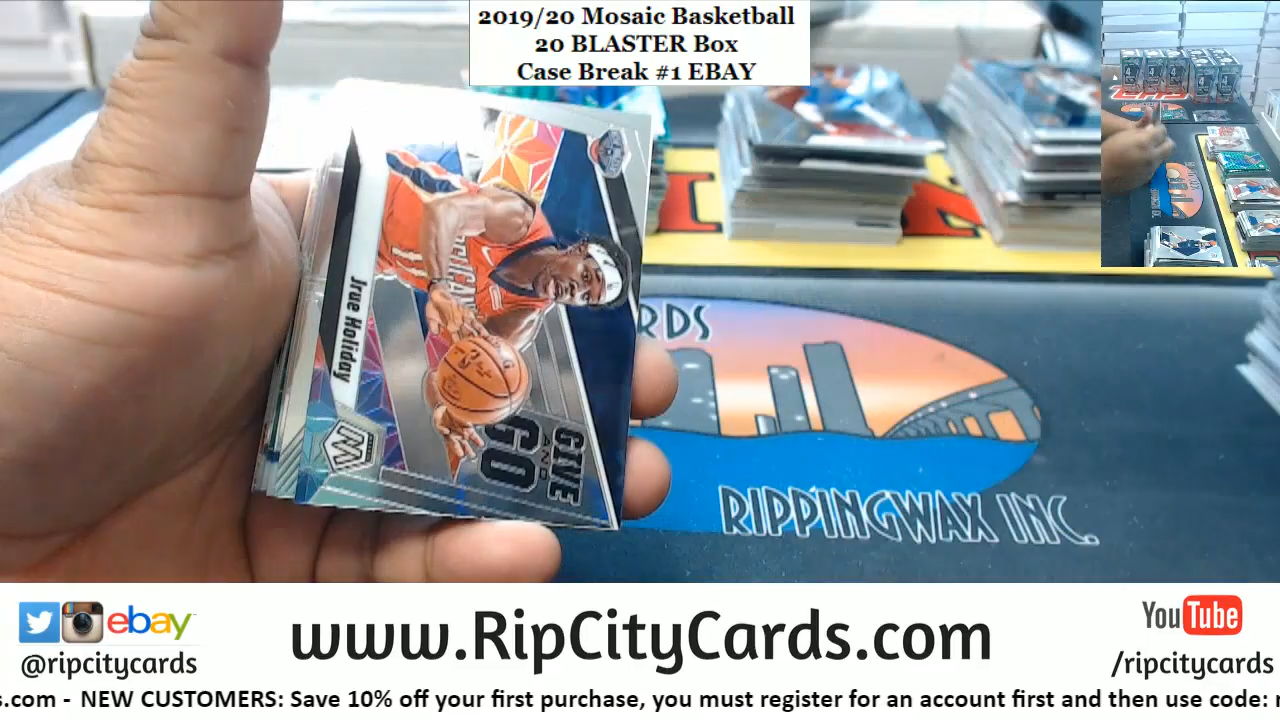 2019/20 Mosaic Basketball
20 BLASTER Box
Case Break #1 EBAY
Jrue Holiday
GIVE
AND
GO
M
RDS
RIPPINGWAX INC.
ebay
@ripcitycards
www.RipCityCards.com
YouTube
/ripcitycards
s.com - NEW CUSTOMERS: Save 10% off your first purchase, you must register for an account first and then use code: